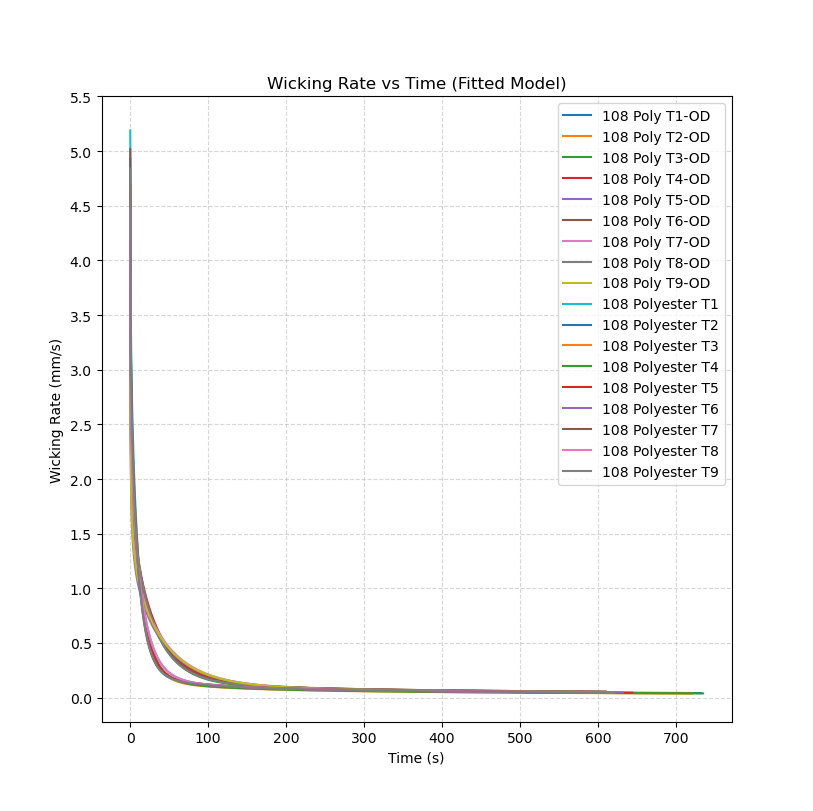 Wicking Rate vs Time (Fitted Model)
5.5
5.0
4.5
4.0
3.5
3.0
2.5
2.0
1.5
1.0
0.5
0.0
Wicking Rate (mm/s)
108 Poly T1-OD
108 Poly T2-OD
108 Poly T3-OD
108 Poly T4-OD
108 Poly T5-OD
108 Poly T6-OD
108 Poly T7-OD
108 Poly T8-OD
108 Poly T9-OD
108 Polyester T1
108 Polyester T2
108 Polyester T3
108 Polyester T4
108 Polyester T5
108 Polyester T6
108 Polyester T7
108 Polyester T8
108 Polyester T9
0 100 200 300 400 500 600 700
Time (s)